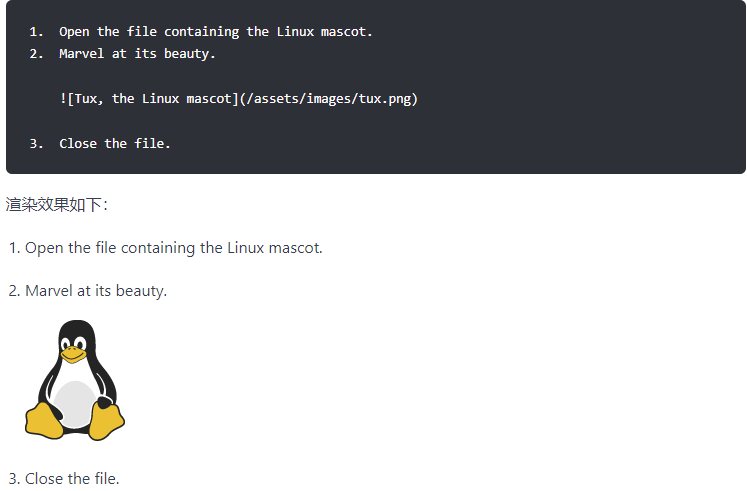 1.  Open the file containing the Linux mascot.
2.  Marvel at its beauty.
![Tux, the Linux mascot](/assets/images/tux.png)
3.  Close the file.
渲染效果如下：
1. Open the file containing the Linux mascot.
2. Marvel at its beauty.
3. Close the file.